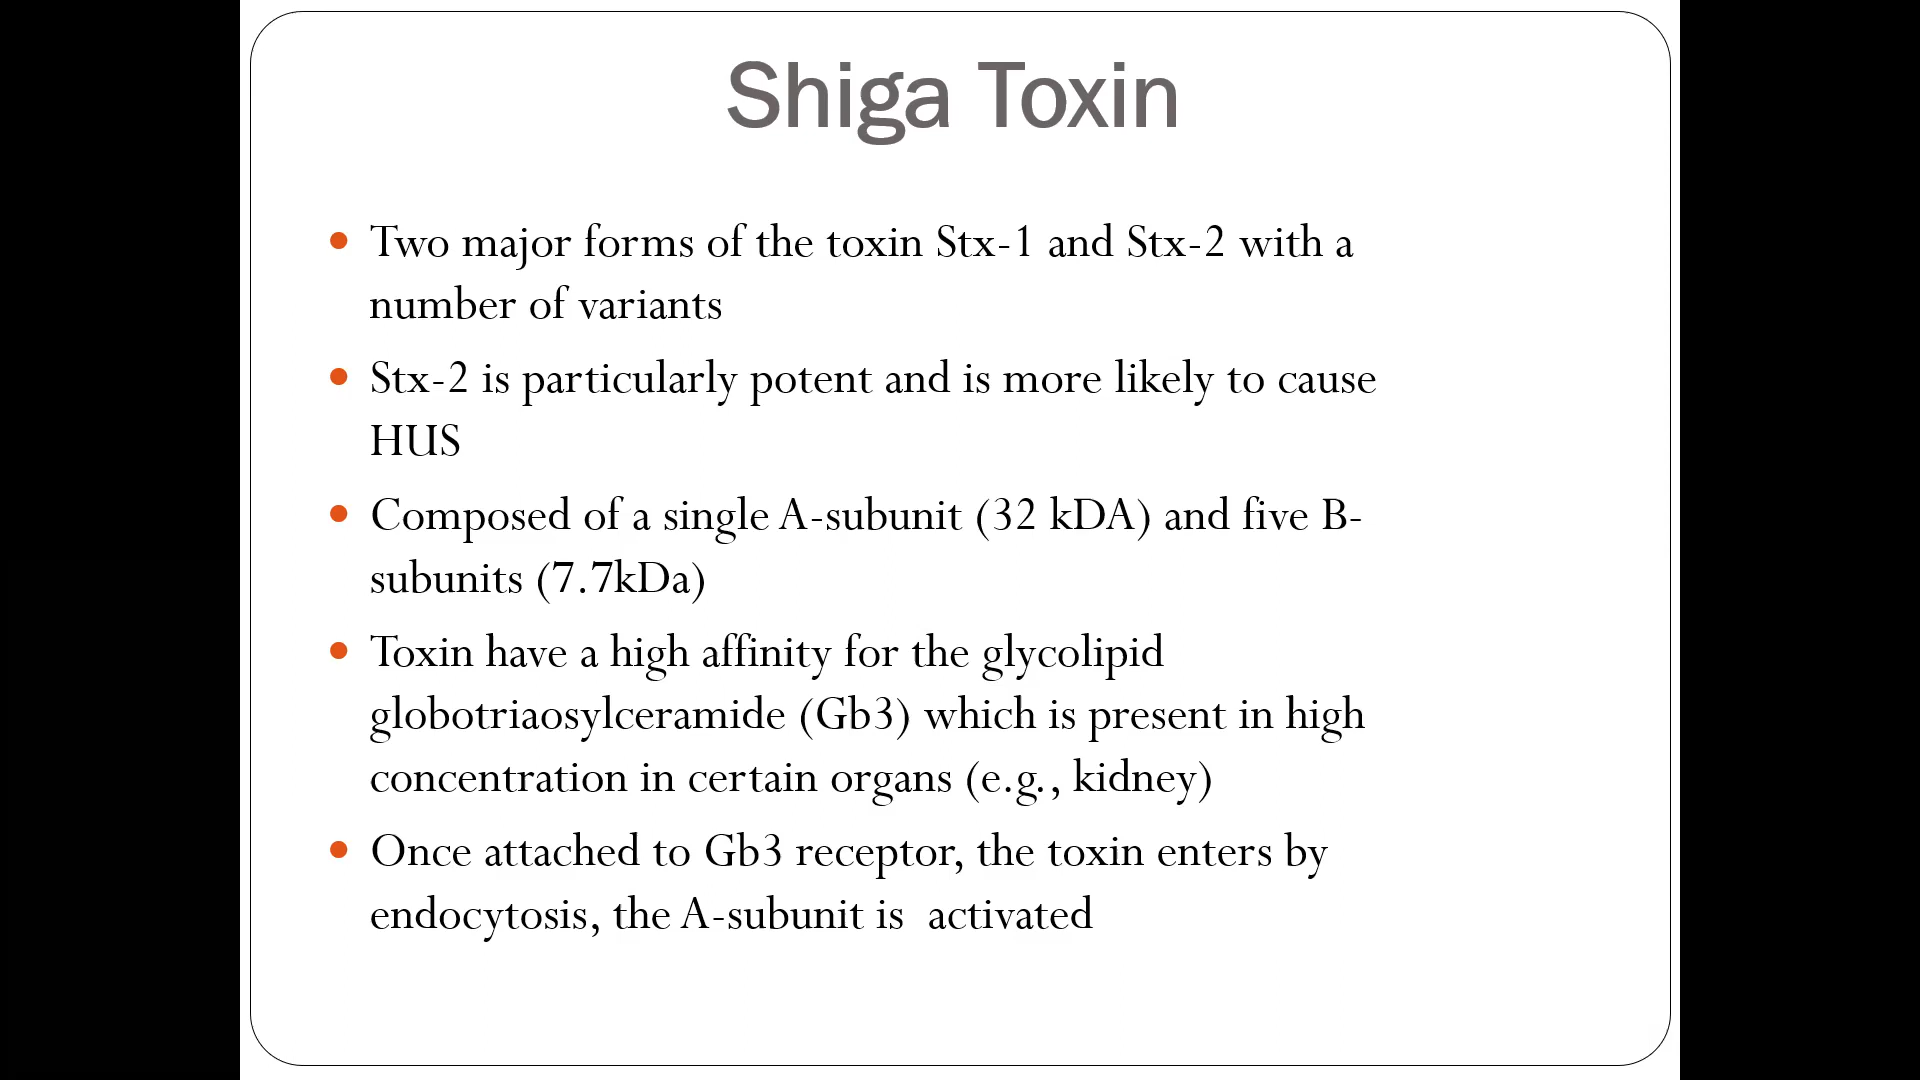 Shiga Toxin
• Two major forms of the toxin Stx-1 and Stx-2 with a
number of variants
• Stx-2 is particularly potent and is more likely to cause
HUS
• Composed of a single A-subunit (32 kDA) and five B-
subunits (7.7kDa)
• Toxin have a high affinity for the glycolipid
globotriaosylceramide (Gb3) which is present in high
concentration in certain organs (e.g., kidney)
• Once attached to Gb3 receptor, the toxin enters by
endocytosis, the A-subunit is  activated